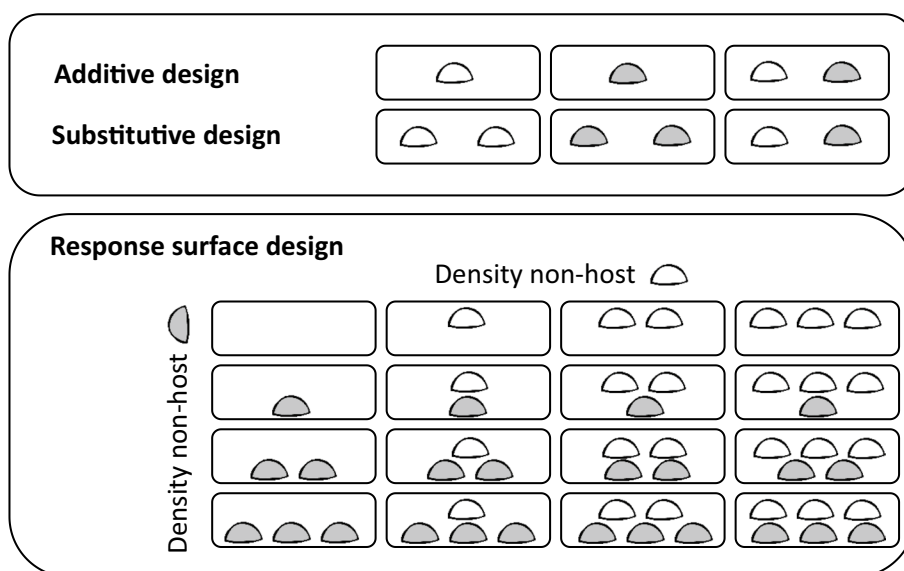 Additive design
Substitutive design
Response surface design
Density non-host
Density non-host